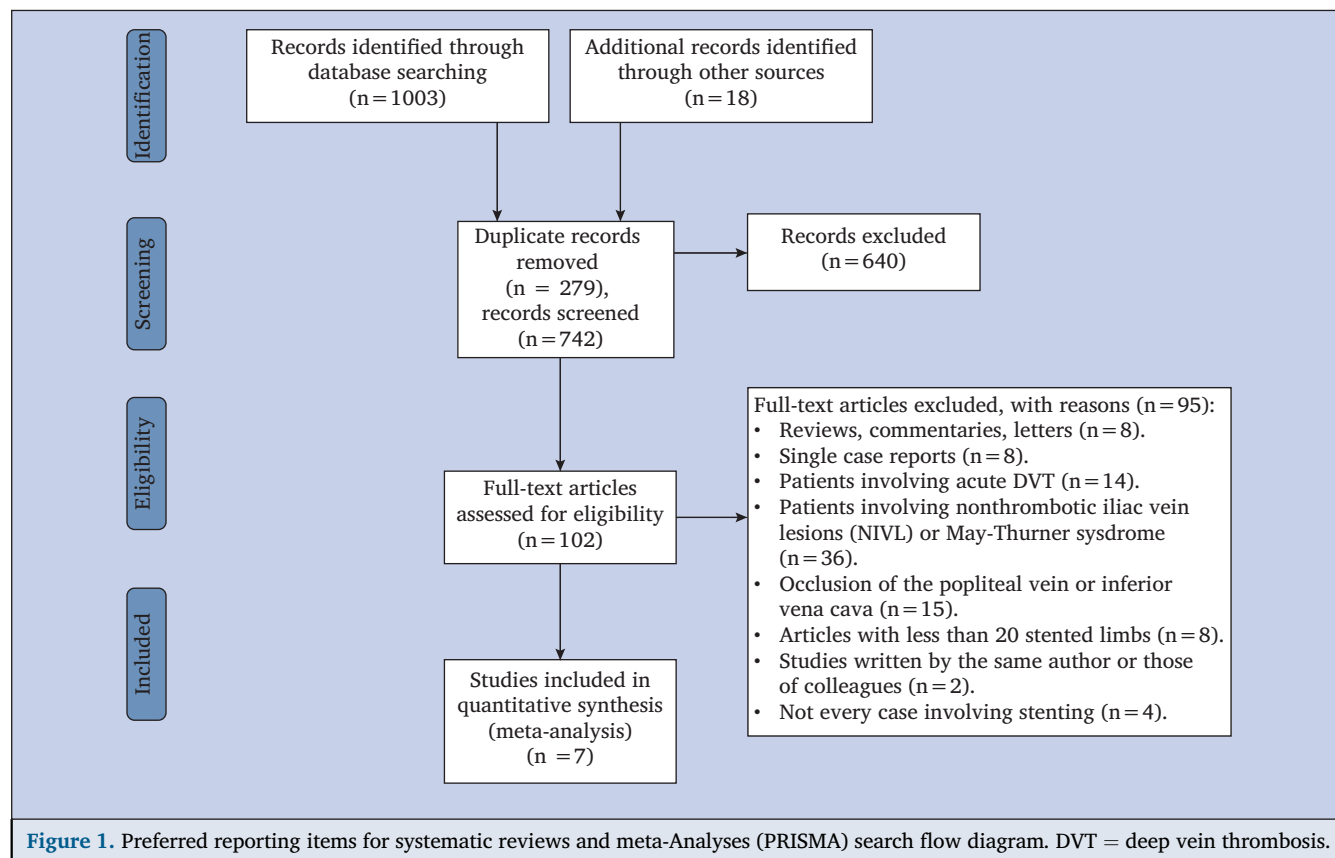 Identification
Records identified through
database searching
(n=1003)
Additional records identified
through other sources
(n=18)
Screening
Duplicate records
removed
(n = 279),
records screened
(n=742)
Records excluded
(n=640)
Eligibility
Full-text articles
assessed for eligibility
(n=102)
Full-text articles excluded, with reasons (n=95):
• Reviews, commentaries, letters (n=8).
• Single case reports (n=8).
• Patients involving acute DVT (n=14).
• Patients involving nonthrombotic iliac vein
lesions (NIVL) or May-Thurner sysdrome
(n=36).
• Occlusion of the popliteal vein or inferior
vena cava (n=15).
• Articles with less than 20 stented limbs (n=8).
• Studies written by the same author or those
of colleagues (n=2).
• Not every case involving stenting (n=4).
Included
Studies included in
quantitative synthesis
(meta-analysis)
(n =7)
Figure 1. Preferred reporting items for systematic reviews and meta-Analyses (PRISMA) search flow diagram. DVT = deep vein thrombosis.